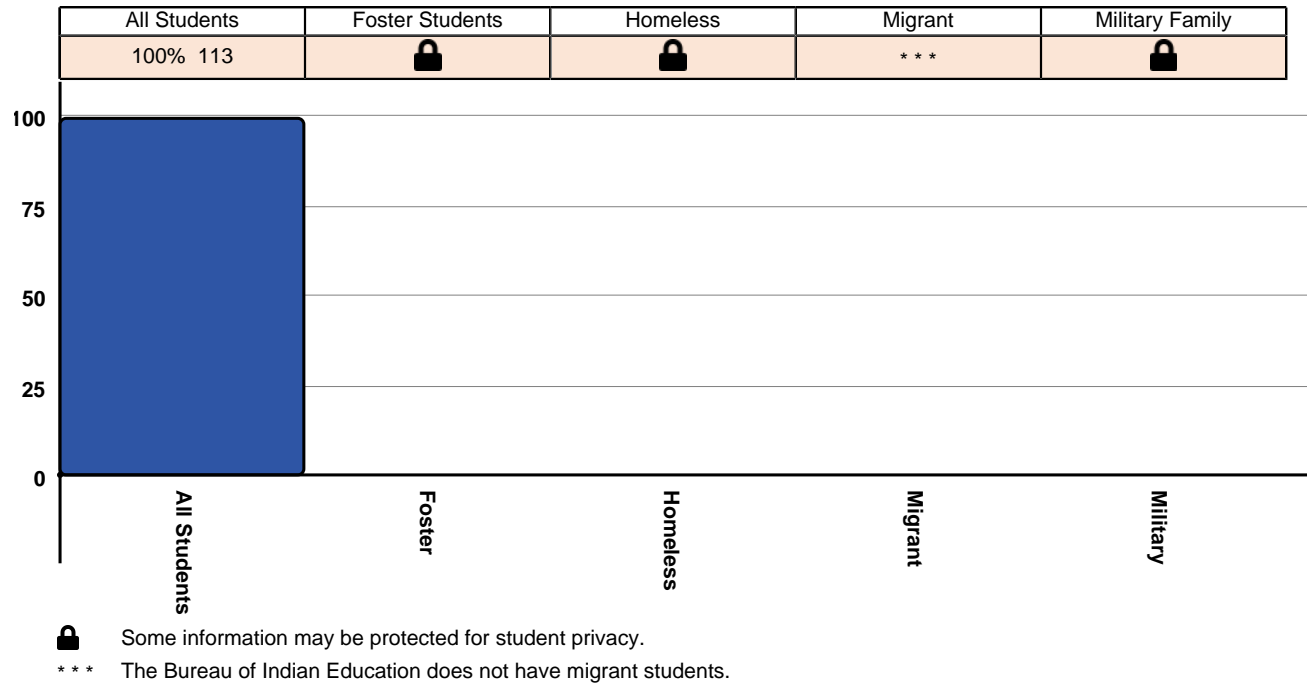 All Students Foster Students Homeless Migrant Military Family
100% 113 * * *
100
75
50
25
0
All Students Foster Homeless Migrant Military
Some information may be protected for student privacy.
* * * The Bureau of Indian Education does not have migrant students.